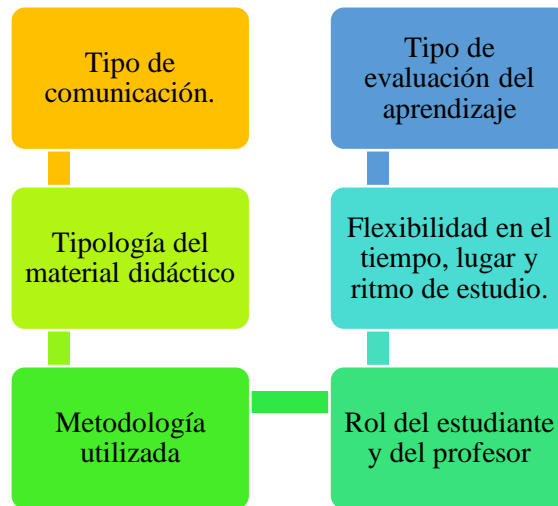 Tipo de
comunicación.
Tipología del
material didáctico
Metodología
utilizada
Rol del estudiante
y del profesor
Flexibilidad en el
tiempo, lugar y
ritmo de estudio.
Tipo de
evaluación del
aprendizaje